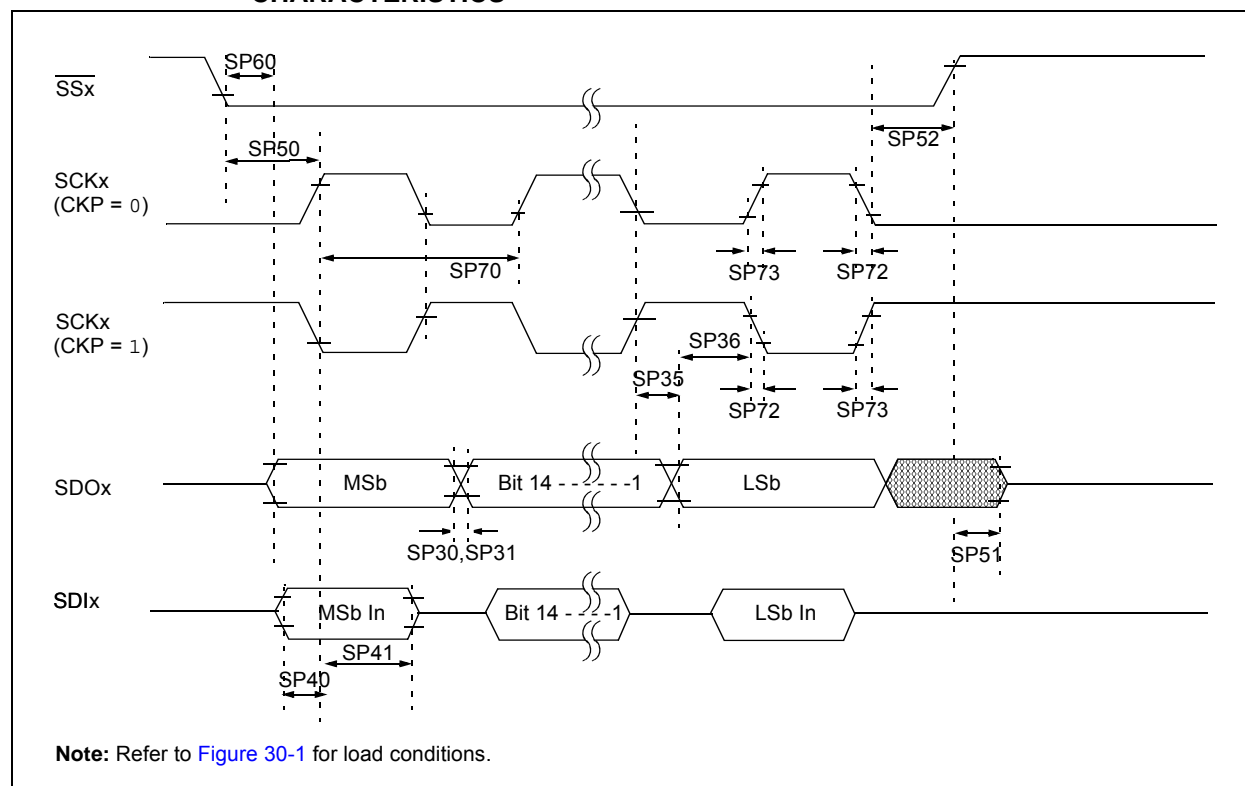 CHARACTERISTICS
SP60
SSx
SP52
SP50
SCKx
(CKP = 0)
SP73
SP72
SP70
SCKx
(CKP = 1)
SP36
SP35
SP72
SP73
SDOx
MSb
Bit 14 - - - - - -1
LSb
SP30,SP31
SP51
SDIx
MSb In
Bit 14 - - - -1
LSb In
SP41
SP40
Note: Refer to Figure 30-1 for load conditions.